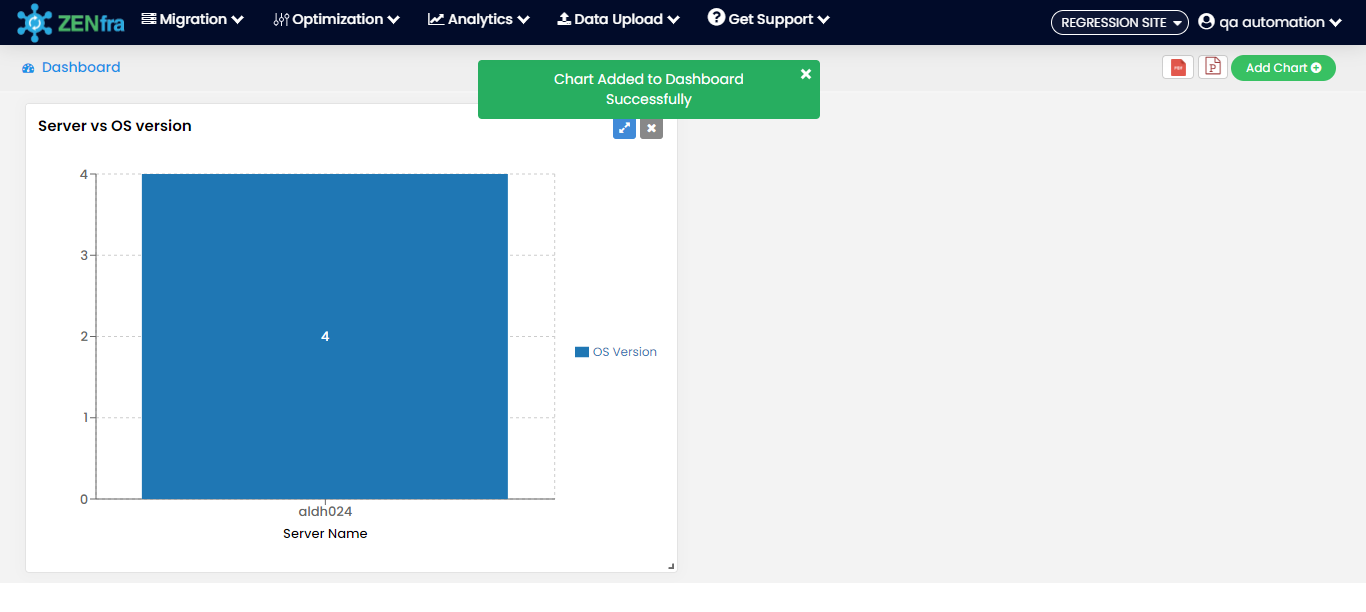 ZENfra
Migration
Optimization
Analytics
Data Upload
Get Support
REGRESSION SITE
qa automation
Dashboard
Chart Added to Dashboard
Successfully
PDF
P
Add Chart
Server vs OS version
4
3
2
1
0
4
OS Version
aldh024
Server Name